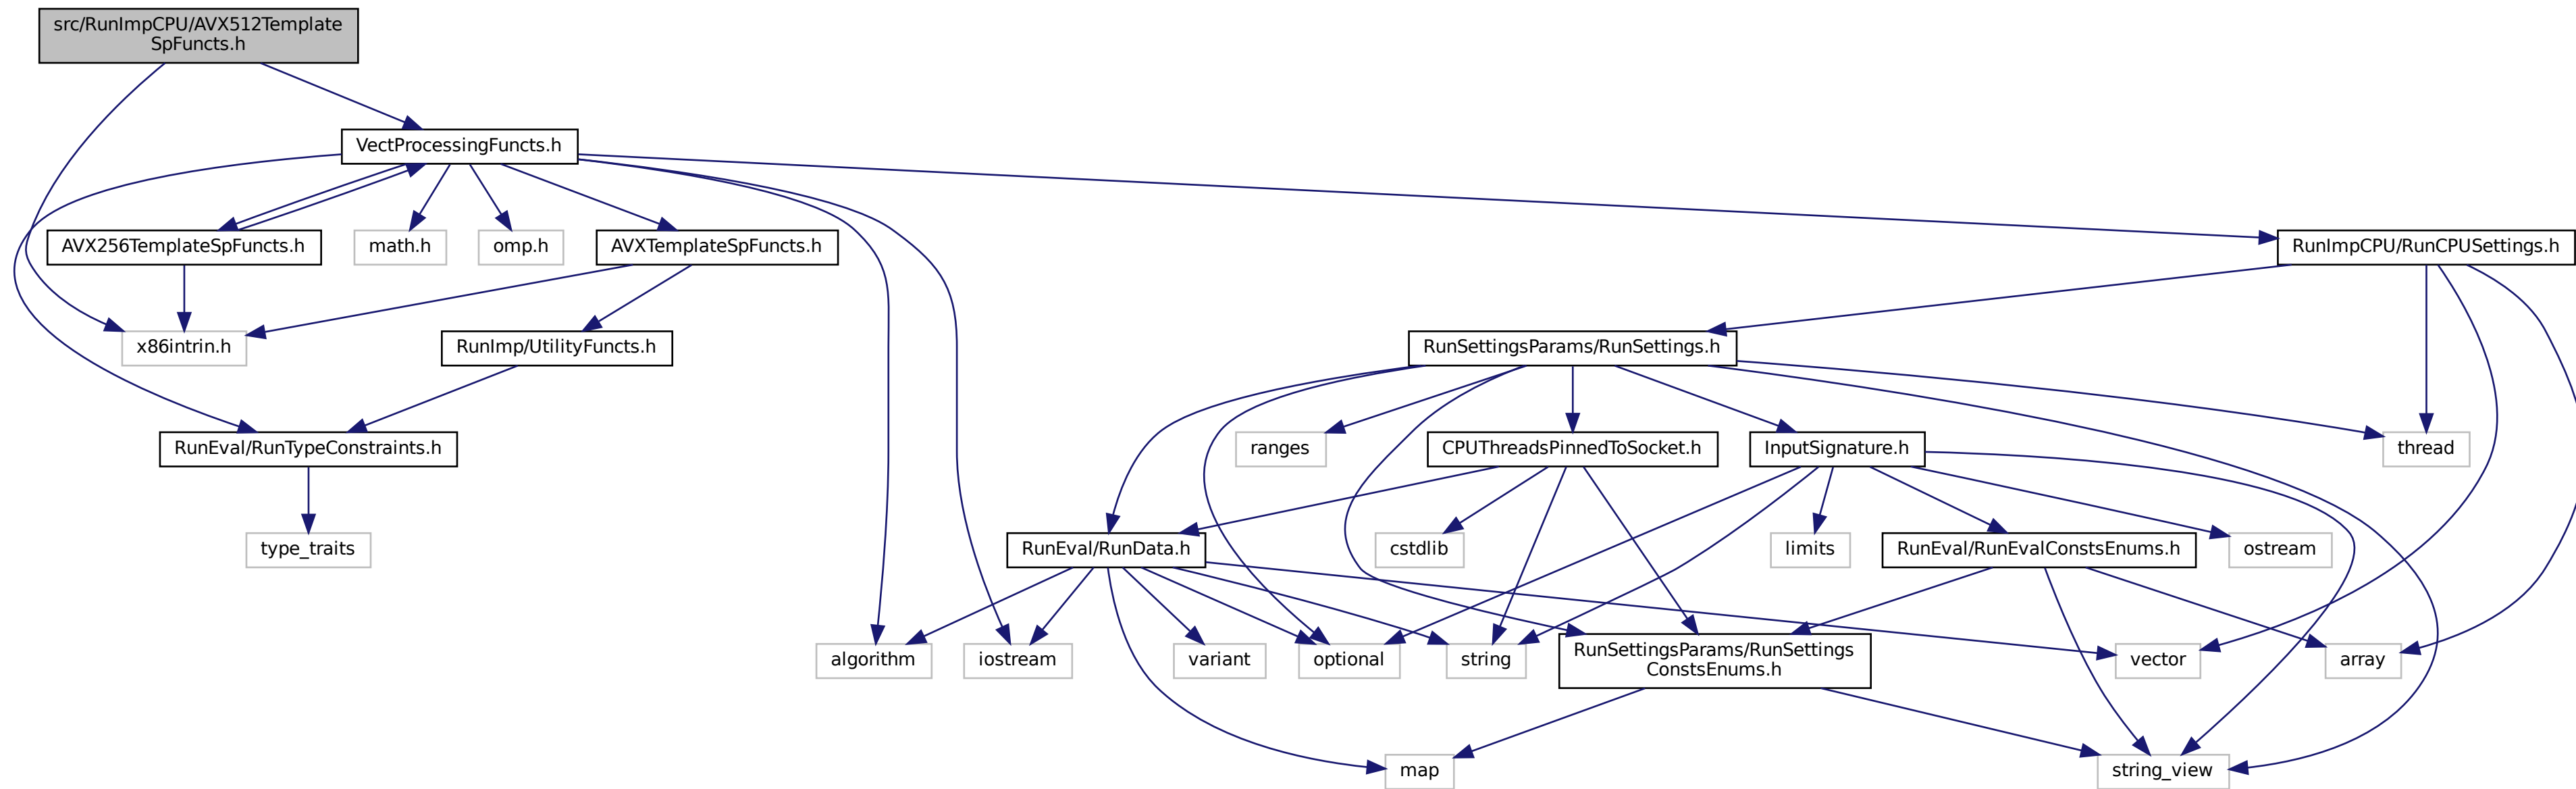 src/RunImpCPU/AVX512Template
SpFuncts.h
VectProcessingFuncts.h
AVX256TemplateSpFuncts.h
math.h
omp.h
AVXTemplateSpFuncts.h
RunImpCPU/RunCPUSettings.h
x86intrin.h
RunImp/UtilityFuncts.h
RunSettingsParams/RunSettings.h
RunEval/RunTypeConstraints.h
ranges
CPUThreadsPinnedToSocket.h
InputSignature.h
thread
type_traits
RunEval/RunData.h
cstdlib
limits
RunEval/RunEvalConstsEnums.h
ostream
algorithm
iostream
variant
optional
string
RunSettingsParams/RunSettings
ConstsEnums.h
vector
array
map
string_view